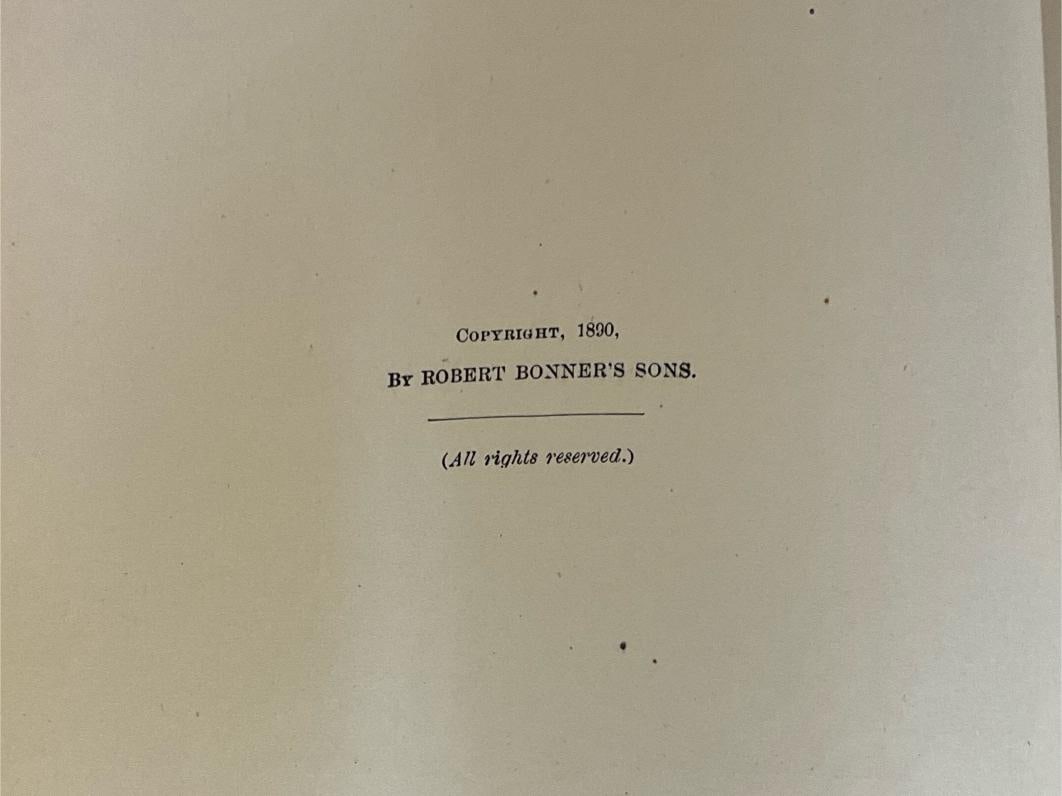 Copyright, 1890,
By ROBERT BONNER'S SONS.
(All rights reserved.)